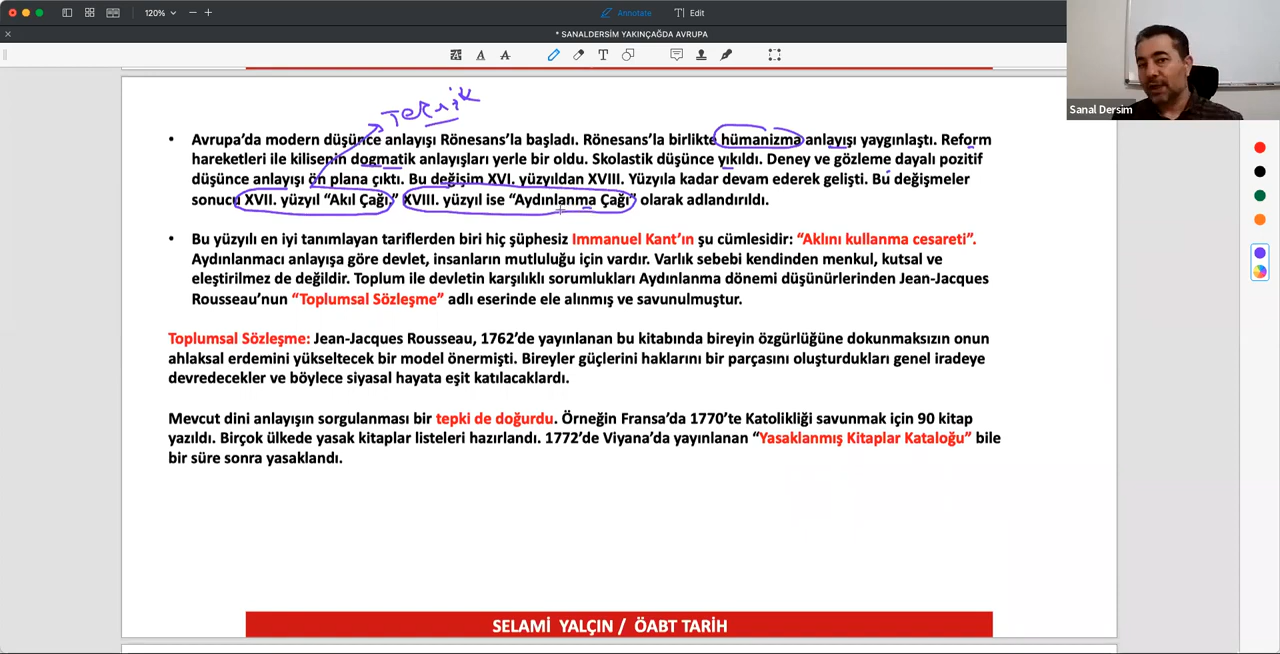 120%
Annotate
Edit
* SANALDERSİM YAKINÇAĞDA AVRUPA
Sanal Dersim
Teknik
• Avrupa’da modern düşünce anlayışı Rönesans’la başladı. Rönesans’la birlikte hümanizma anlayışı yaygınlaştı. Reform
hareketleri ile kilisenin dogmatik anlayışları yerle bir oldu. Skolastik düşünce yıkıldı. Deney ve gözleme dayalı pozitif
düşünce anlayışı ön plana çıktı. Bu değişim XVI. yüzyıldan XVIII. Yüzyıla kadar devam ederek gelişti. Bu değişmeler
sonucu XVII. yüzyıl “Akıl Çağı.” XVIII. yüzyıl ise “Aydınlanma Çağı” olarak adlandırıldı.
• Bu yüzyılı en iyi tanımlayan tariflerden biri hiç şüphesiz Immanuel Kant’ın şu cümlesidir: “Aklını kullanma cesareti”.
Aydınlanmacı anlayışa göre devlet, insanların mutluluğu için vardır. Varlık sebebi kendinden menkul, kutsal ve
eleştirilmez de değildir. Toplum ile devletin karşılıklı sorumlukları Aydınlanma dönemi düşünürlerinden Jean-Jacques
Rousseau’nun “Toplumsal Sözleşme” adlı eserinde ele alınmış ve savunulmuştur.
Toplumsal Sözleşme: Jean-Jacques Rousseau, 1762’de yayınlanan bu kitabında bireyin özgürlüğüne dokunmaksızın onun
ahlaksal erdemini yükseltecek bir model önermişti. Bireyler güçlerini haklarını bir parçasını oluşturdukları genel iradeye
devredecekler ve böylece siyasal hayata eşit katılacaklardı.
Mevcut dini anlayışın sorgulanması bir tepki de doğurdu. Örneğin Fransa’da 1770’te Katolikliği savunmak için 90 kitap
yazıldı. Birçok ülkede yasak kitaplar listeleri hazırlandı. 1772’de Viyana’da yayınlanan “Yasaklanmış Kitaplar Kataloğu” bile
bir süre sonra yasaklandı.
SELAMİ YALÇIN / ÖABT TARİH